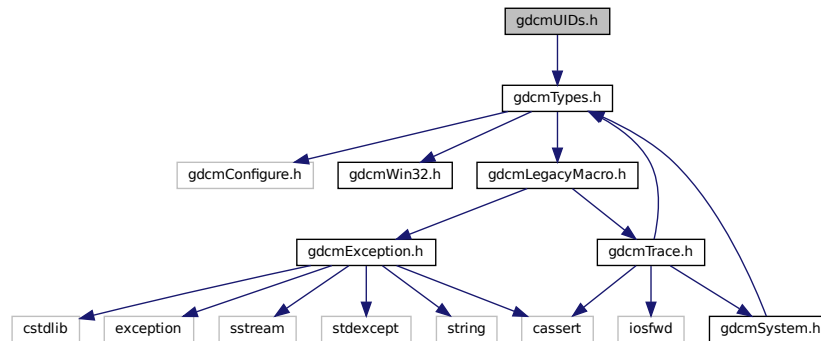 gdcmUIDs.h
gdcmTypes.h
gdcmConfigure.h
gdcmWin32.h
gdcmLegacyMacro.h
gdcmException.h
gdcmTrace.h
cstdlib
exception
sstream
stdexcept
string
cassert
iosfwd
gdcmSystem.h